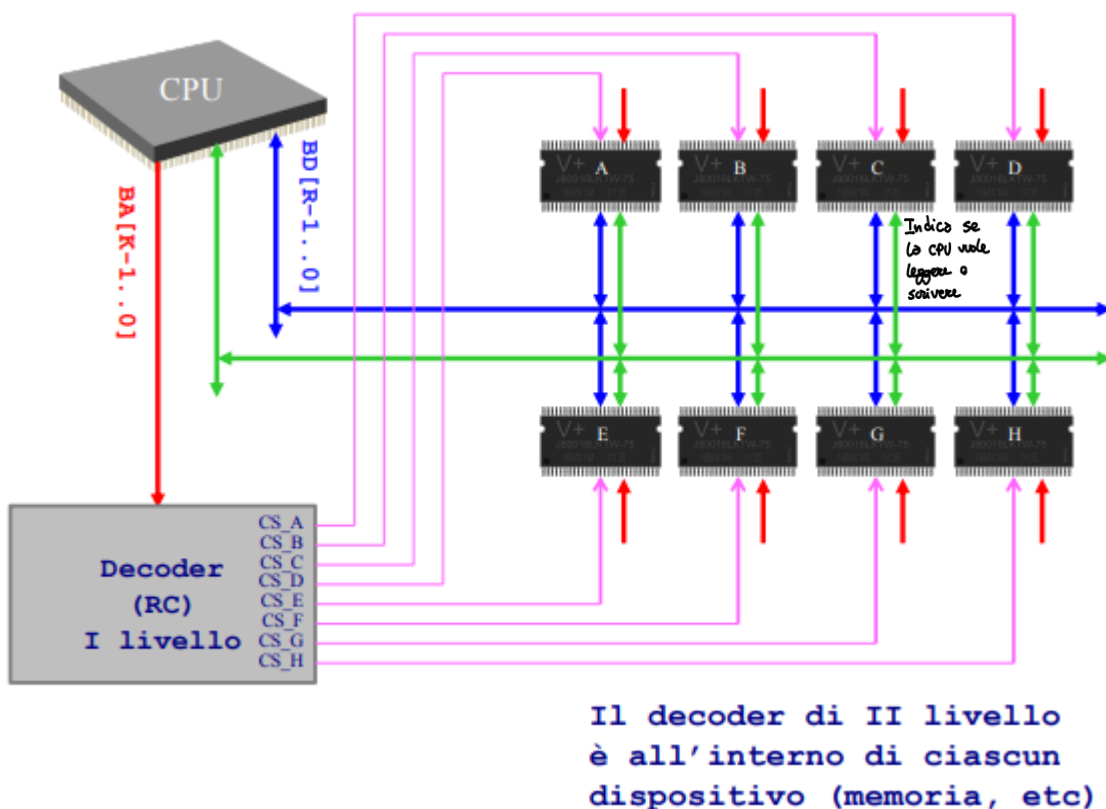 CPU
BA[K-1..0]
BD[R-1..0]
V+ A
V+ B
V+ C
V+ D
Indica se
la CPU vuole
leggere o
scrivere
V+ E
V+ F
V+ G
V+ H
Decoder
(RC)
I livello
CS_A
CS_B
CS_C
CS_D
CS_E
CS_F
CS_G
CS_H
Il decoder di II livello
è all'interno di ciascun
dispositivo (memoria, etc)